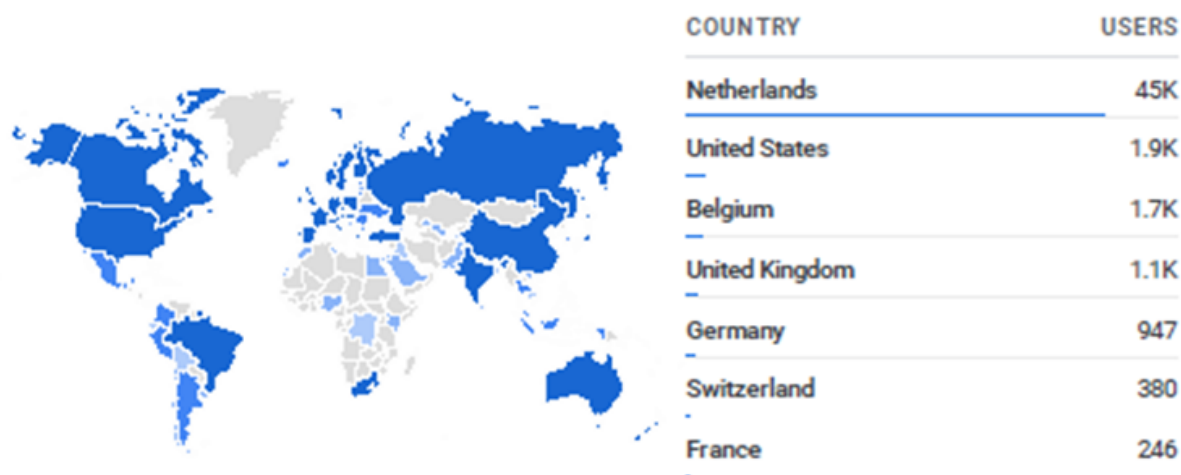 COUNTRY USERS
Netherlands 45K
United States 1.9K
Belgium 1.7K
United Kingdom 1.1K
Germany 947
Switzerland 380
France 246